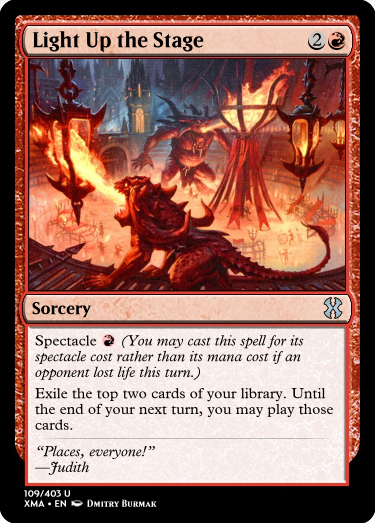 Light Up the Stage 2
Sorcery
Spectacle (You may cast this spell for its
spectacle cost rather than its mana cost if an
opponent lost life this turn.)
Exile the top two cards of your library. Until
the end of your next turn, you may play those
cards.
“Places, everyone!”
—Judith
109/403 U
XMA • EN Dmitry Burmak